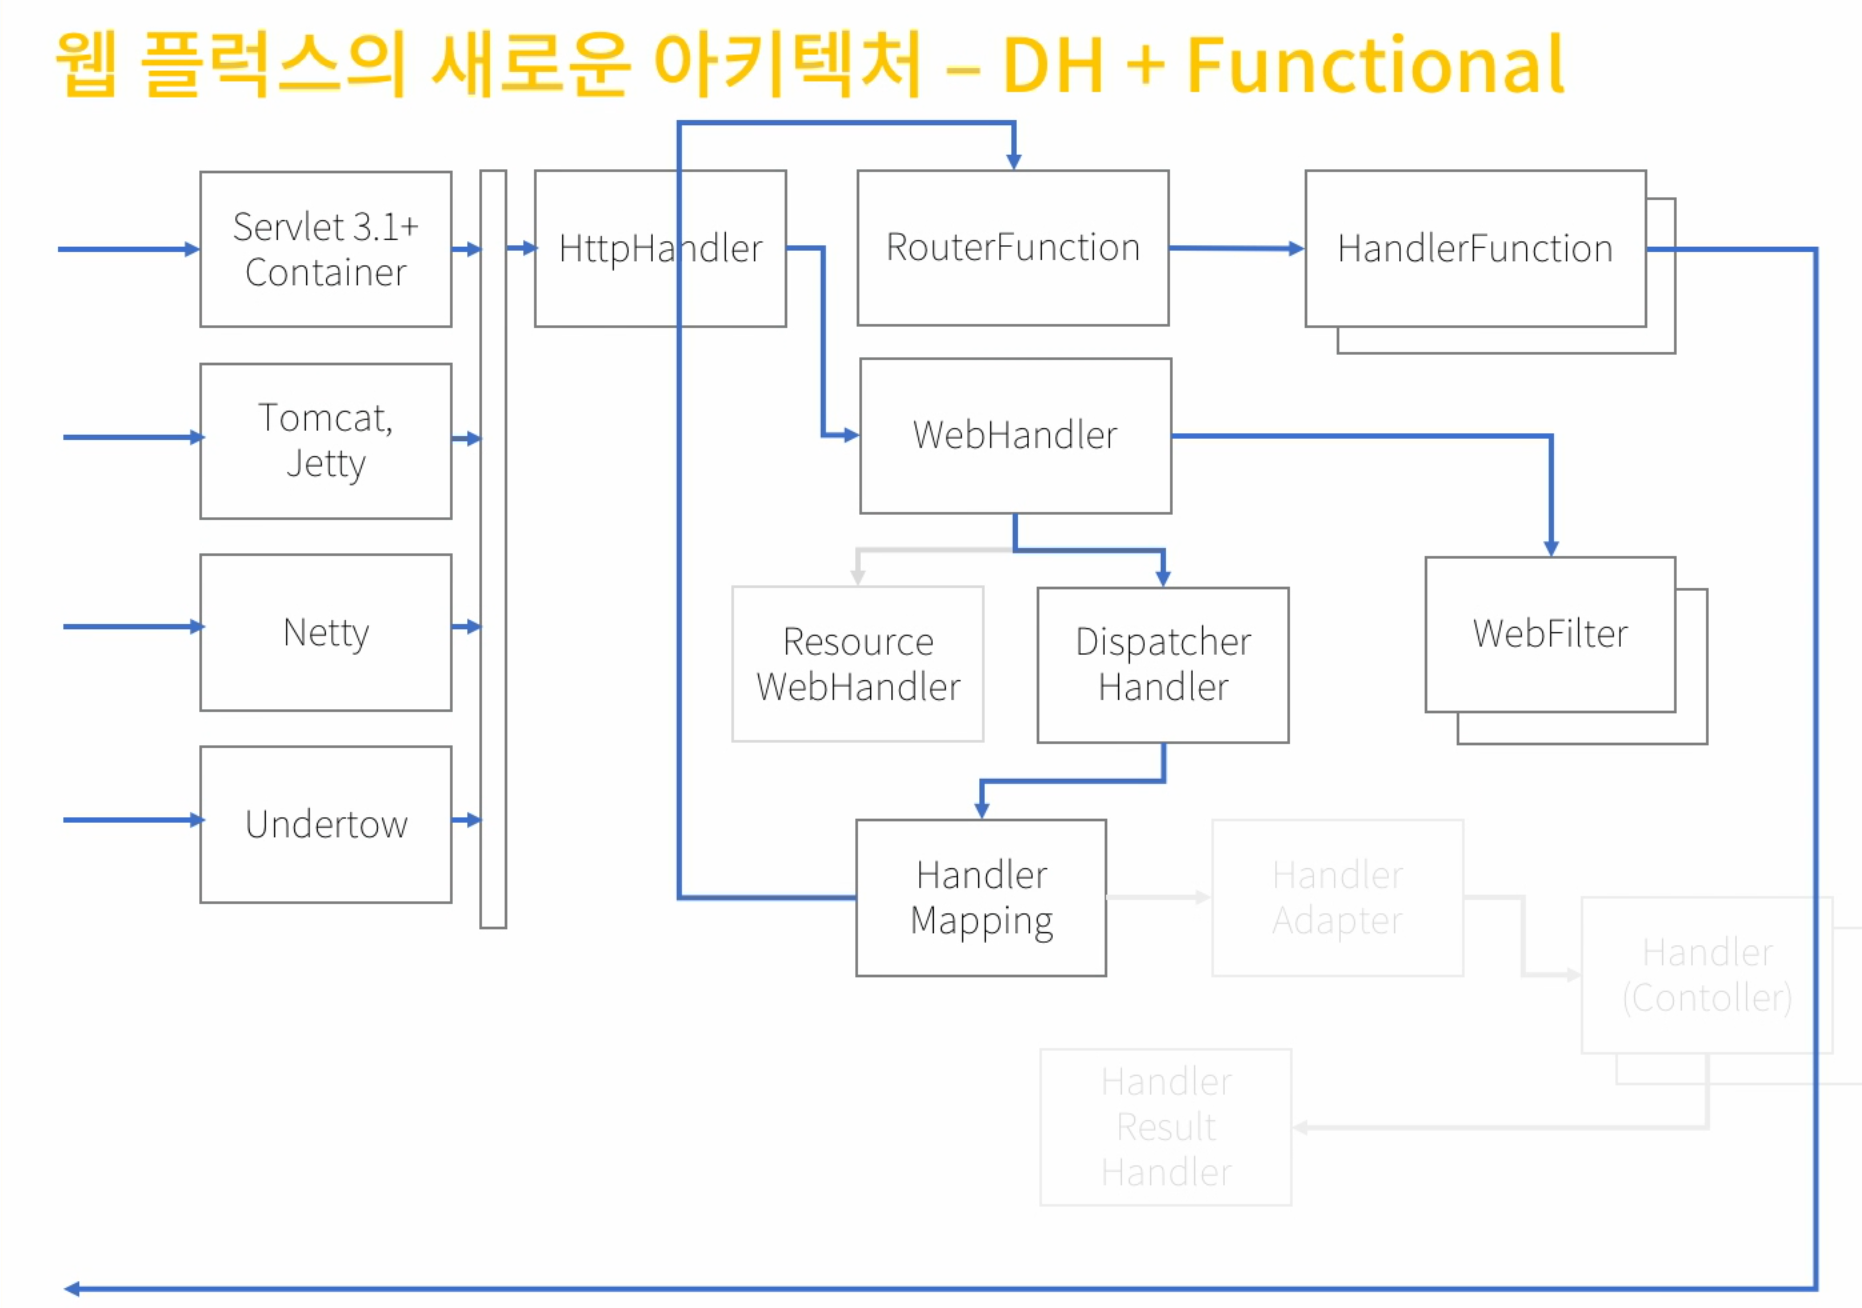 웹 플럭스의 새로운 아키텍처 – DH + Functional
Servlet 3.1+
Container
HttpHandler
RouterFunction
HandlerFunction
Tomcat,
Jetty
WebHandler
Netty
Resource
WebHandler
Dispatcher
Handler
WebFilter
Undertow
Handler
Mapping
Handler
Adapter
Handler
(Contoller)
Handler
Result
Handler